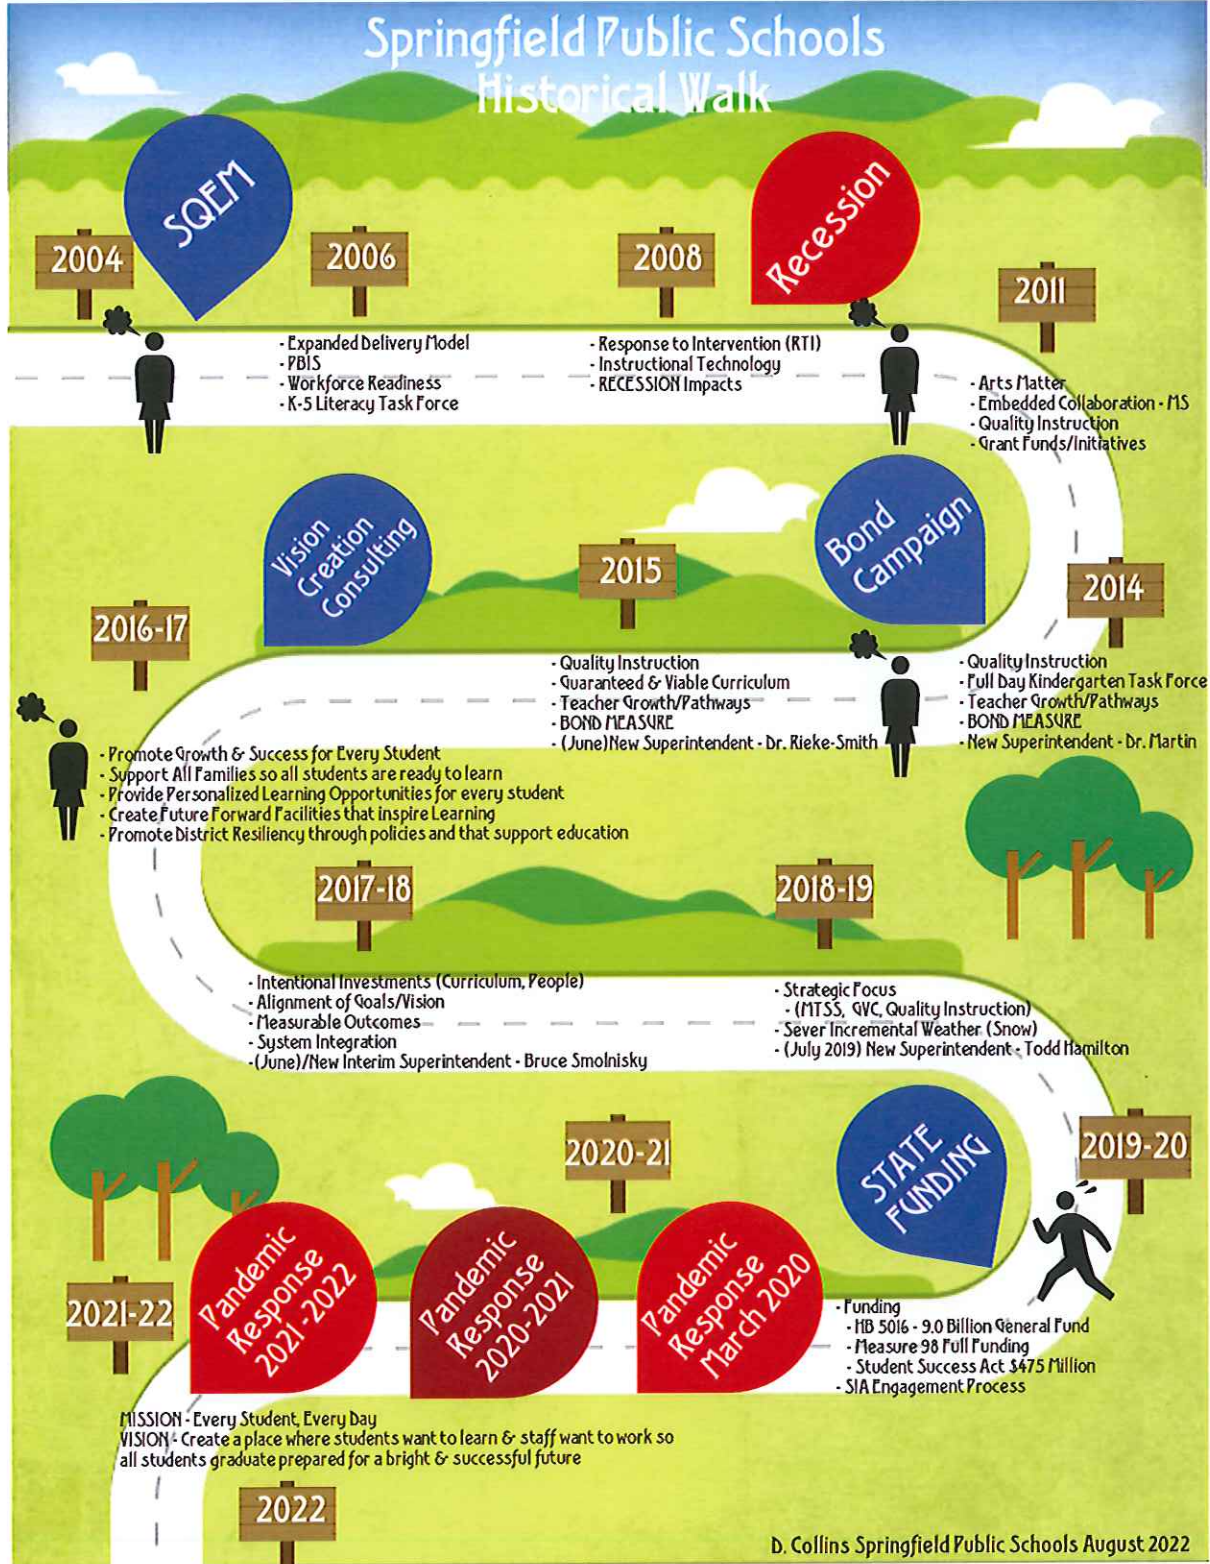 Springfield Public Schools
Historical Walk
SQEM
Recession
2004
2006
2008
2011
- Expanded Delivery Model
- PBIS
- Workforce Readiness
- K-5 Literacy Task Force
- Response to Intervention (RTI)
- Instructional Technology
- RECESSION Impacts
- Arts Matter
- Embedded Collaboration - MS
- Quality Instruction
- Grant Funds/Initiatives
Vision
Creation
Consulting
Bond
Campaign
2015
2014
2016-17
- Quality Instruction
- Guaranteed & Viable Curriculum
- Teacher Growth/Pathways
- BOND MEASURE
- (June)New Superintendent - Dr. Rieke-Smith
- Quality Instruction
- Full Day Kindergarten Task Force
- Teacher Growth/Pathways
- BOND MEASURE
- New Superintendent - Dr. Martin
- Promote Growth & Success for Every Student
- Support All Families so all students are ready to learn
- Provide Personalized Learning Opportunities for every student
- Create Future Forward Facilities that inspire Learning
- Promote District Resiliency through policies and that support education
2017-18
2018-19
- Intentional Investments (Curriculum, People)
- Alignment of Goals/Vision
- Measurable Outcomes
- System Integration
-(June)/New Interim Superintendent - Bruce Smolnisky
- Strategic Focus
- (MTSS, GVC, Quality Instruction)
- Sever Incremental Weather (Snow)
- (July 2019) New Superintendent - Todd Hamilton
STATE
FUNDING
2019-20
2020-21
2021-22
Pandemic
Response
2021 -2022
Pandemic
Response
2020-2021
Pandemic
Response
March 2020
- Funding
- HB 5016 - 9.0 Billion General Fund
- Measure 98 Full Funding
- Student Success Act $475 Million
- SIA Engagement Process
MISSION - Every Student, Every Day
VISION - Create a place where students want to learn & staff want to work so
all students graduate prepared for a bright & successful future
2022
D. Collins Springfield Public Schools August 2022